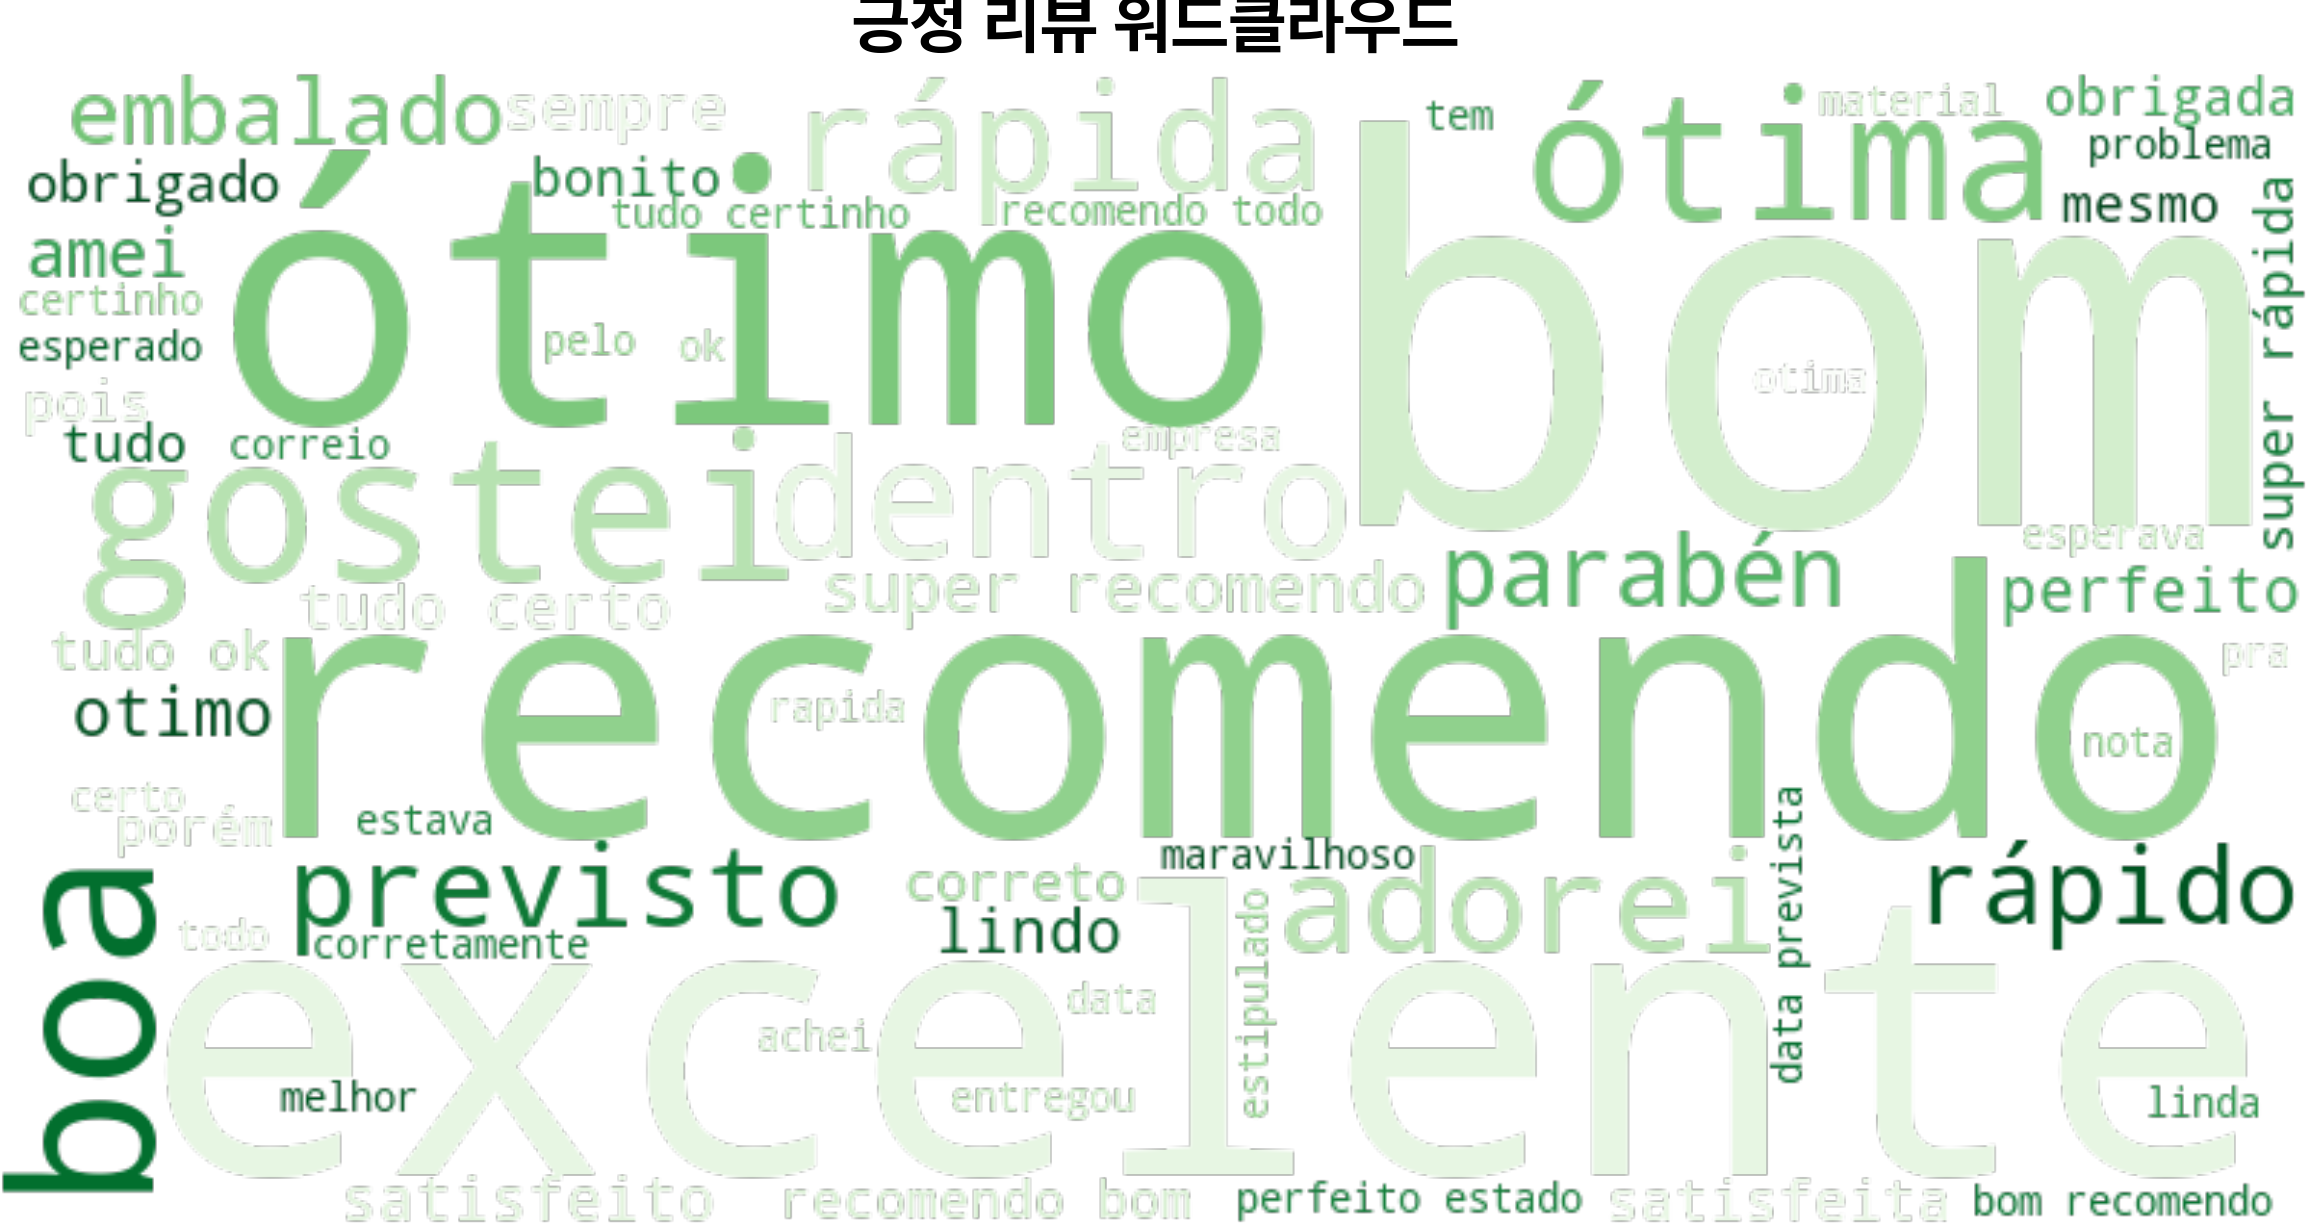 긍정 리뷰 워드클라우드
embalado
sempre
rápida
tem
ótima
material
obrigada
problema
obrigado
bonito
tudo certinho
recomendo todo
mesmo
super rápida
amei
ótimo
bom
certinho
esperado
pelo
ok
otima
pois
tudo
correio
empresa
gostei
dentro
esperava
tudo certo
super recomendo
parabén
perfeito
tudo ok
recomendo
pra
otimo
rapida
nota
certo
porém
estava
maravilhoso
data prevista
boa
previsto
correto
adorei
rápido
todo
corretamente
lindo
estipulado
excelente
data
achei
melhor
entregou
linda
satisfeito
recomendo bom
perfeito estado
satisfeita
bom recomendo